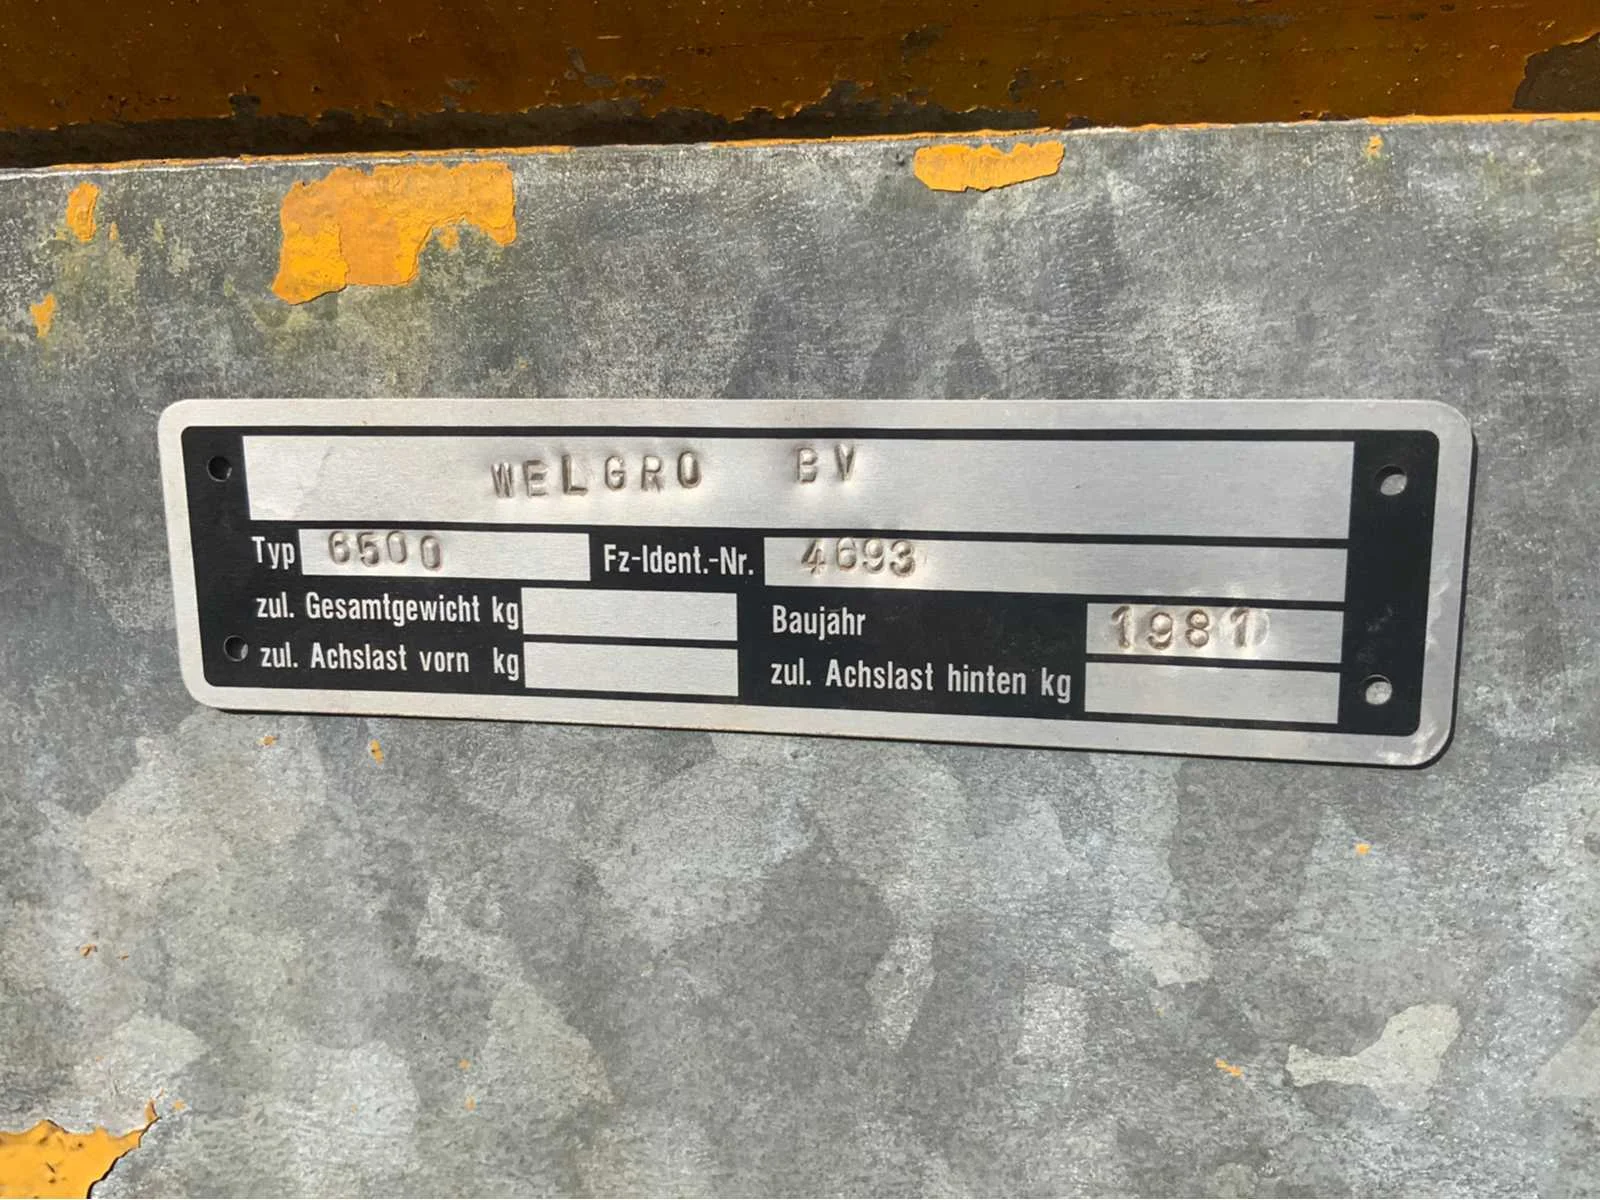 WELGRO BV
Typ 6500 Fz-Ident.-Nr. 4693
zul. Gesamtgewicht kg Baujahr 1981
zul. Achslast vorn kg zul. Achslast hinten kg